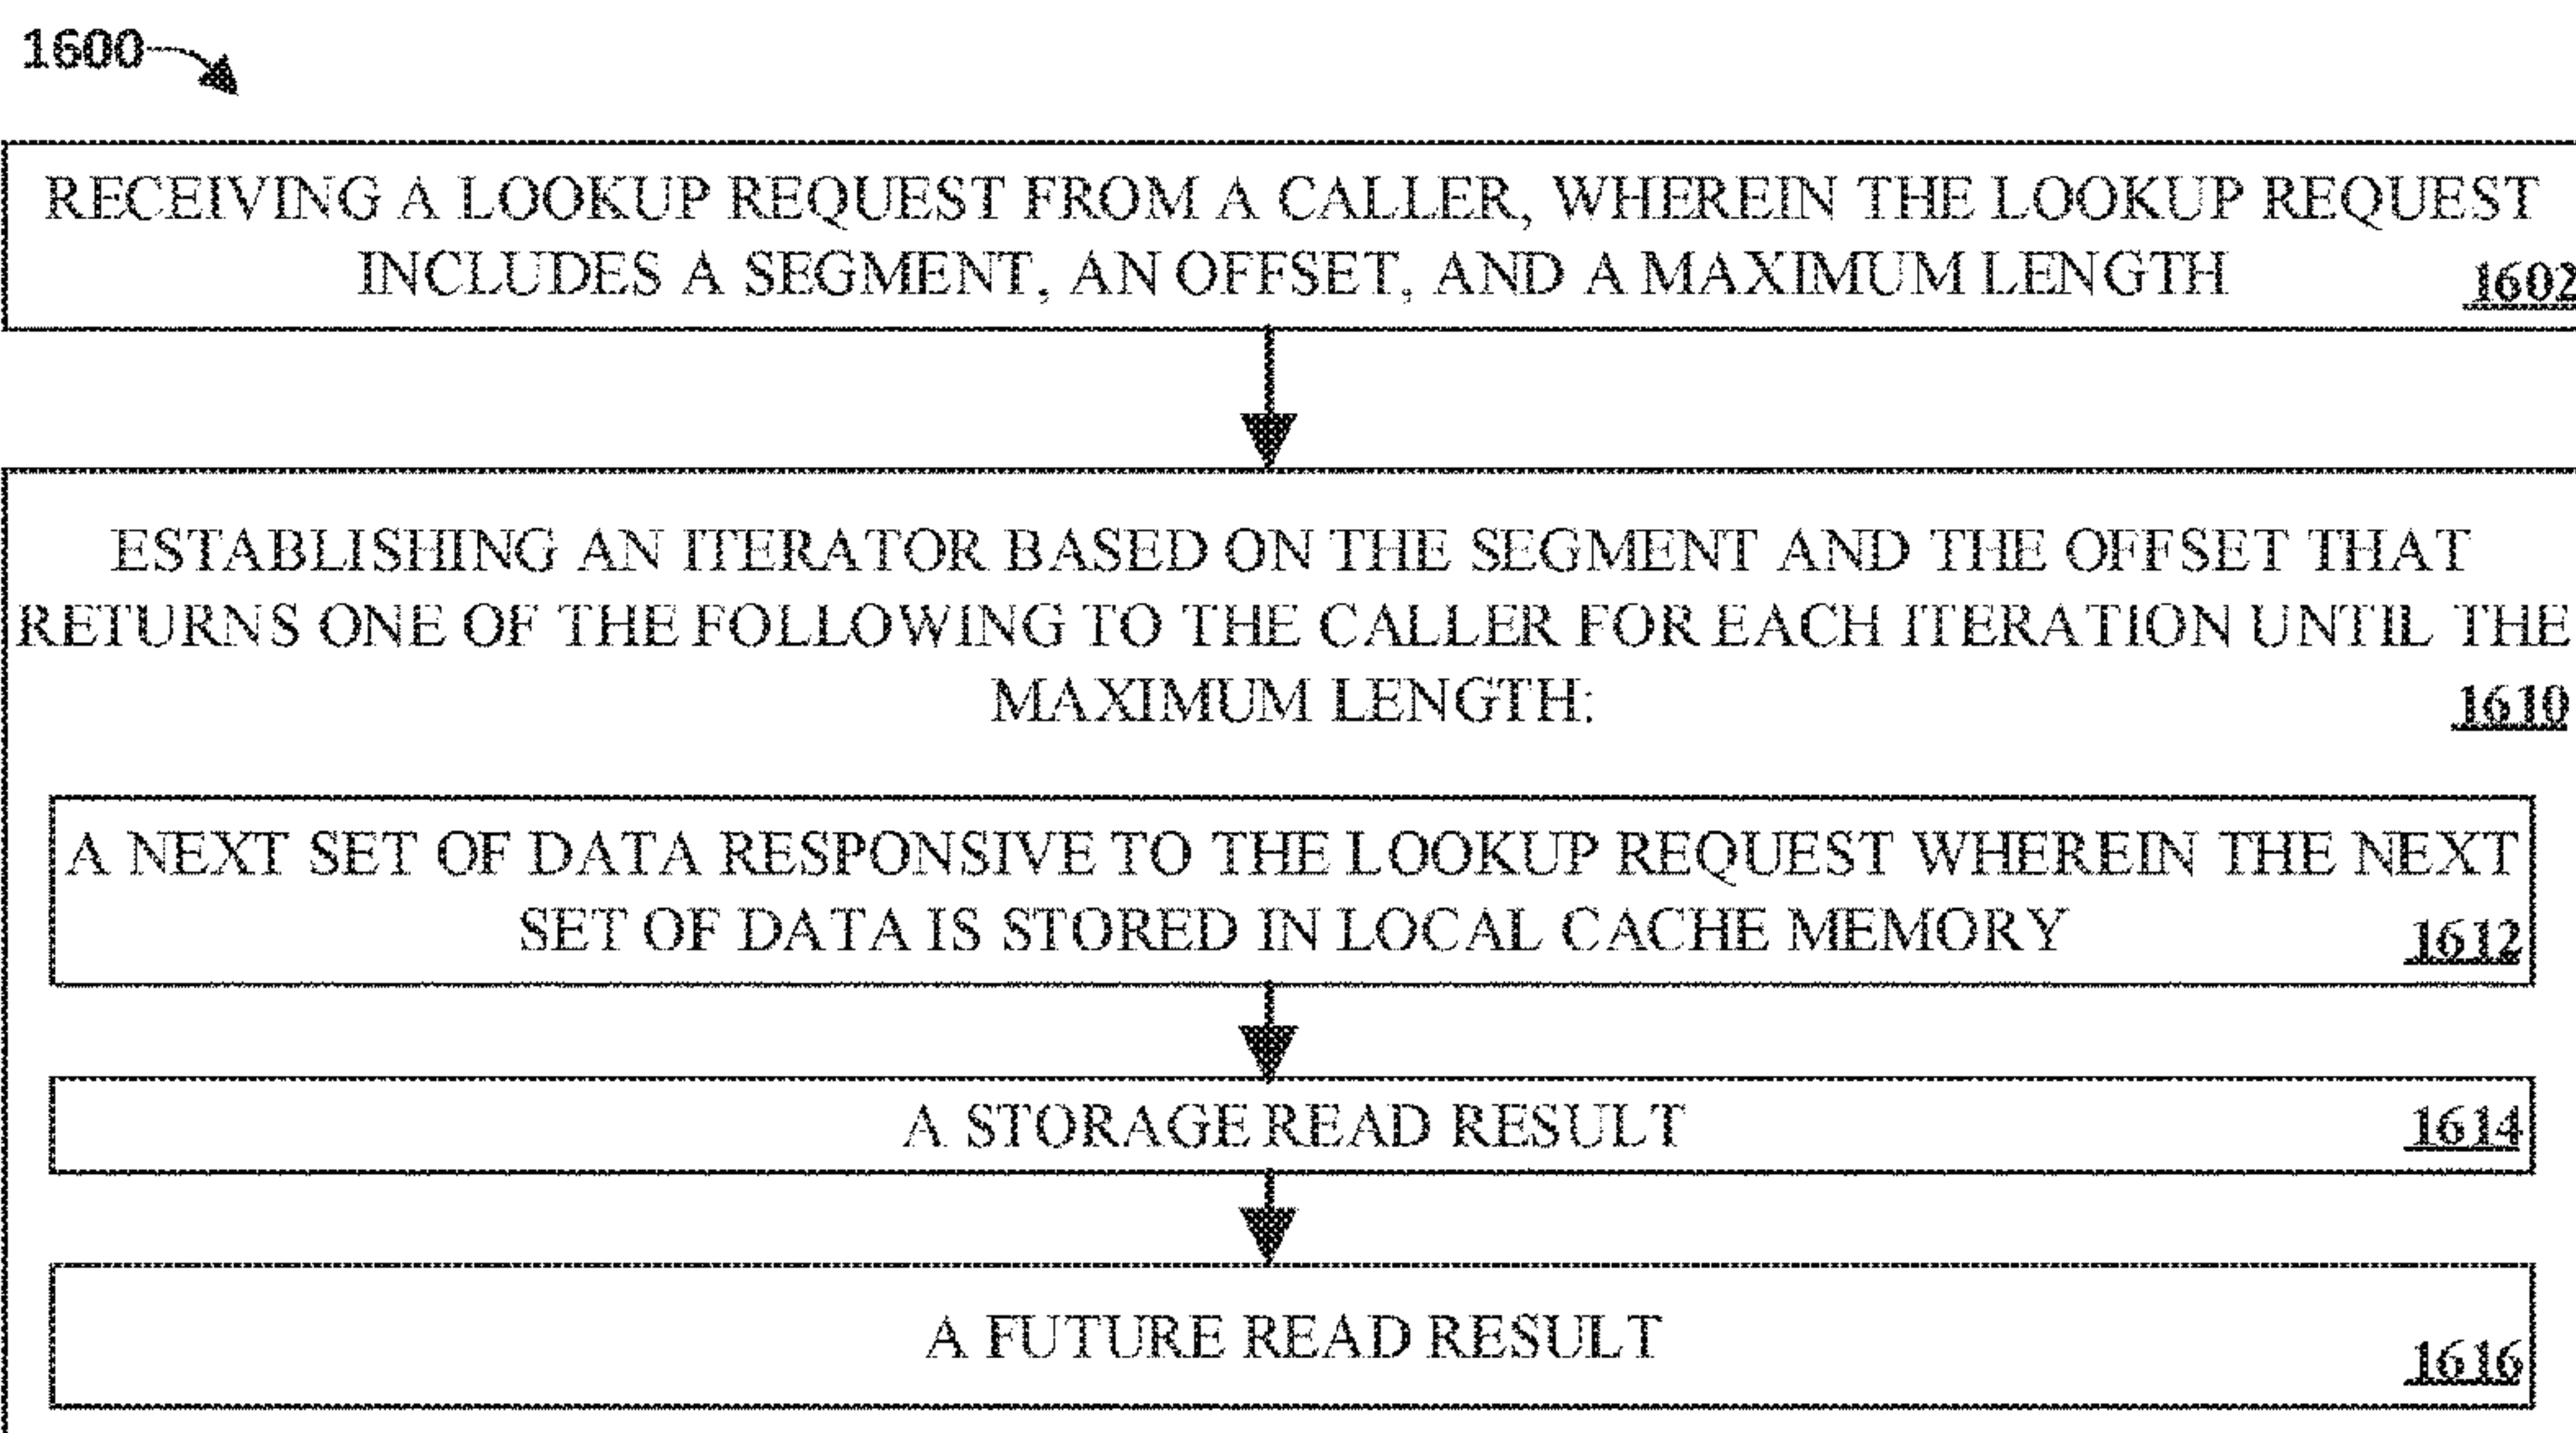 1600
RECEIVING A LOOKUP REQUEST FROM A CALLER, WHEREIN THE LOOKUP REQUEST
INCLUDES A SEGMENT, AN OFFSET, AND A MAXIMUM LENGTH 1602
ESTABLISHING AN ITERATOR BASED ON THE SEGMENT AND THE OFFSET THAT
RETURNS ONE OF THE FOLLOWING TO THE CALLER FOR EACH ITERATION UNTIL THE
MAXIMUM LENGTH: 1610
A NEXT SET OF DATA RESPONSIVE TO THE LOOKUP REQUEST WHEREIN THE NEXT
SET OF DATA IS STORED IN LOCAL CACHE MEMORY 1612
A STORAGE READ RESULT 1614
A FUTURE READ RESULT 1616